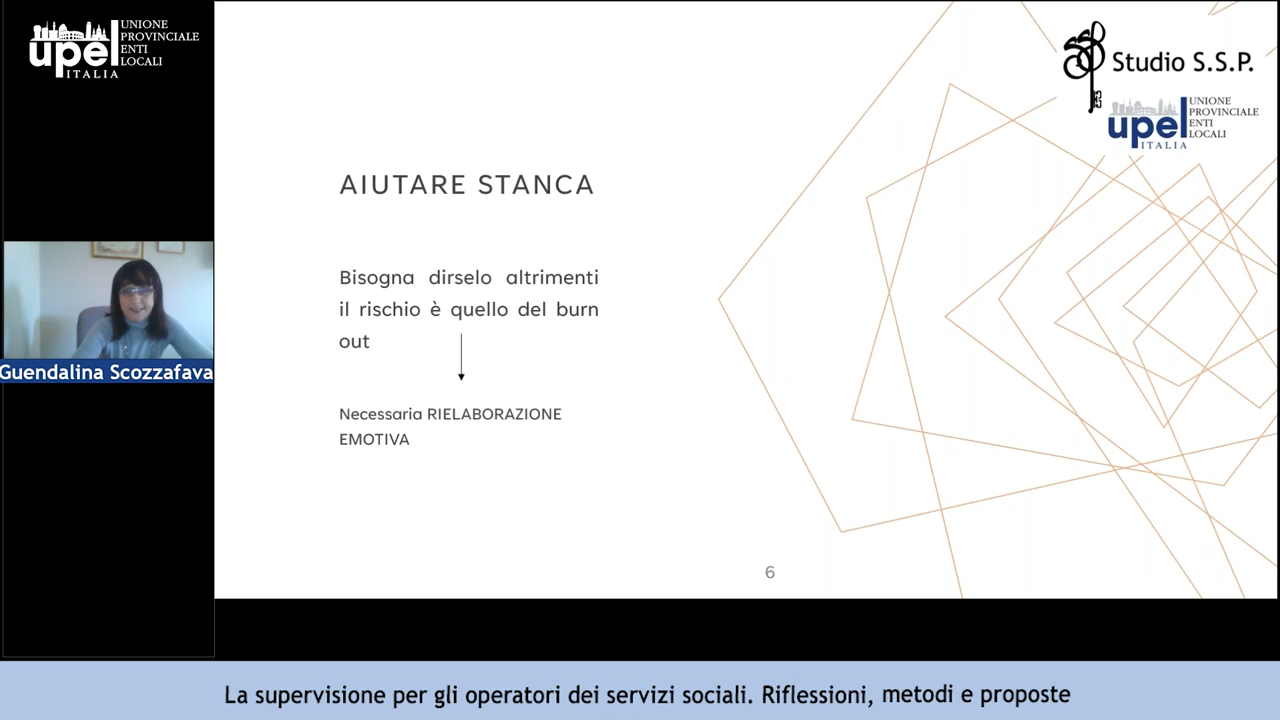 upel
ITALIA
UNIONE
PROVINCIALE
ENTI
LOCALI
Studio S.S.P.
upel
ITALIA
UNIONE
PROVINCIALE
ENTI
LOCALI
AIUTARE STANCA
Bisogna dirselo altrimenti
il rischio è quello del burn
out
Necessaria RIELABORAZIONE
EMOTIVA
Guendalina Scozzafava
6
La supervisione per gli operatori dei servizi sociali. Riflessioni, metodi e proposte